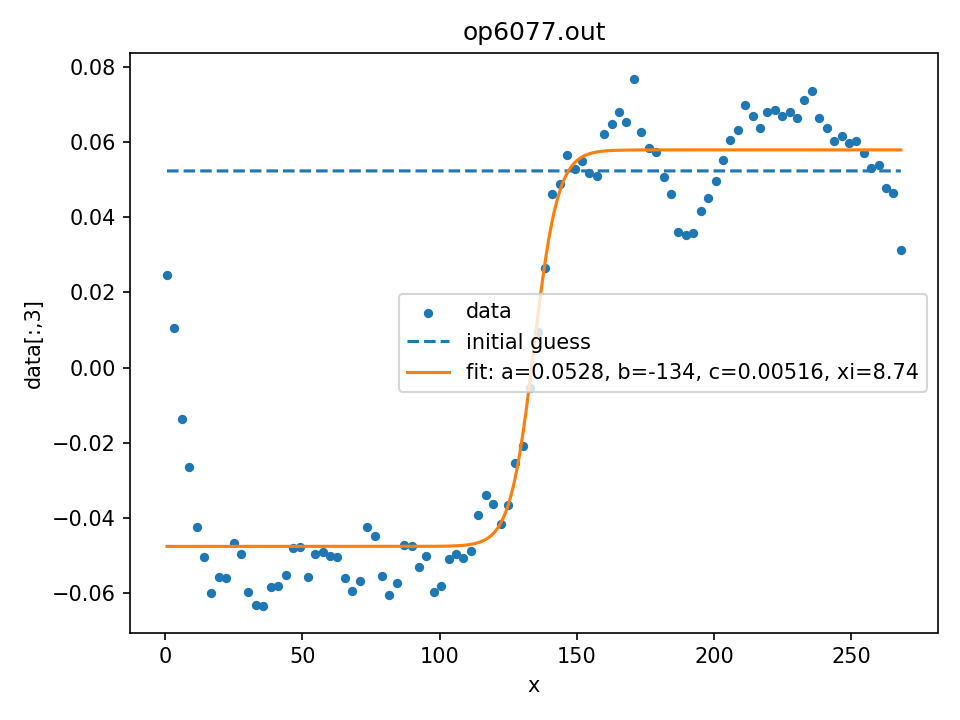 op6077.out
0.08
0.06
0.04
0.02
0.00
−0.02
−0.04
−0.06
data[:,3]
data
initial guess
fit: a=0.0528, b=-134, c=0.00516, xi=8.74
0 50 100 150 200 250
x